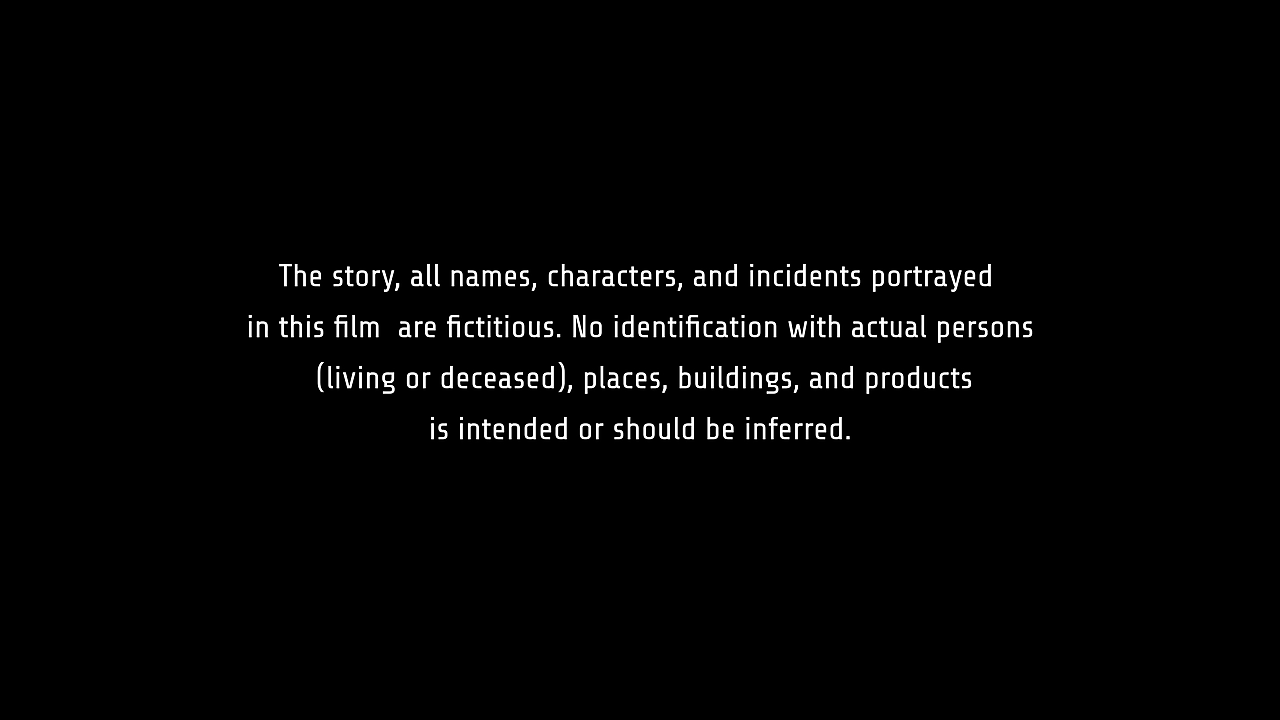 The story, all names, characters, and incidents portrayed
in this film  are fictitious. No identification with actual persons
(living or deceased), places, buildings, and products
is intended or should be inferred.